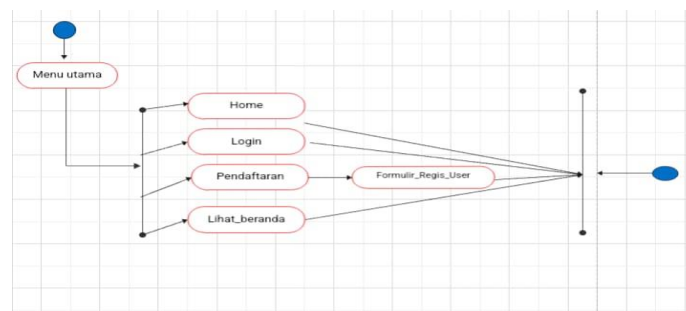 Menu utama
Home
Login
Pendaftaran
Formulir_Regis_User
Lihat_beranda